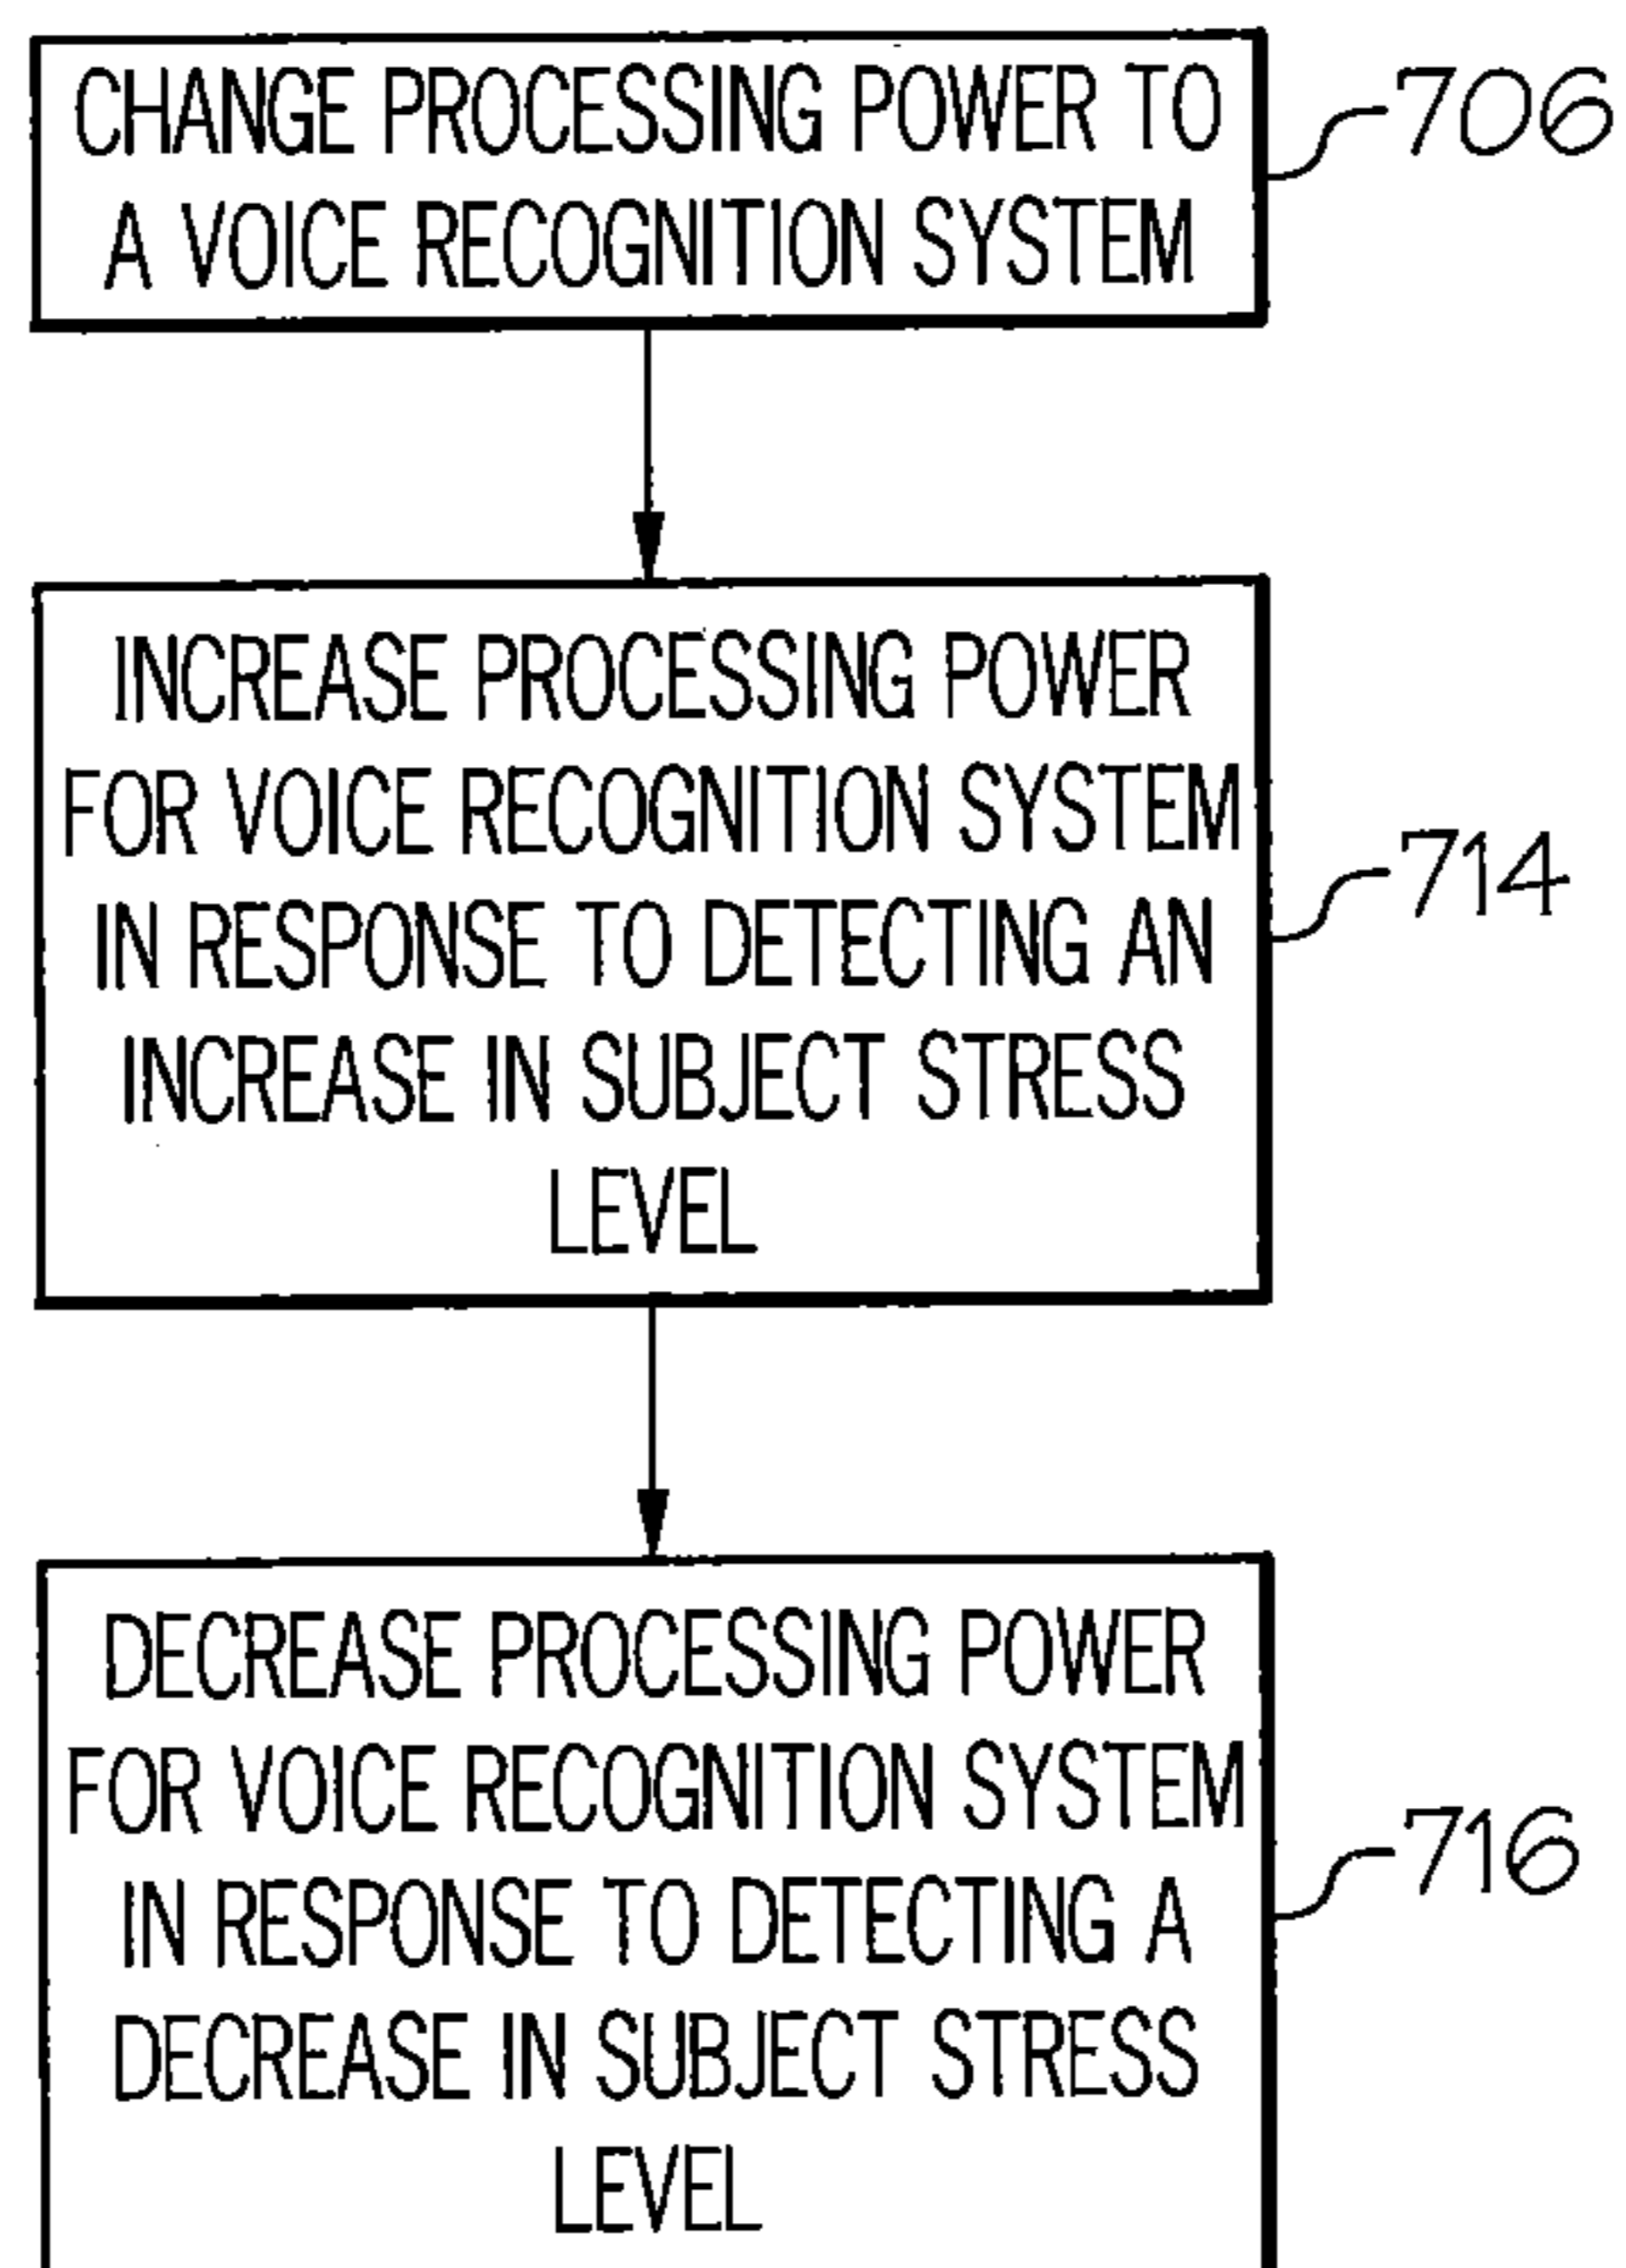 CHANGE PROCESSING POWER TO
A VOICE RECOGNITION SYSTEM
706
INCREASE PROCESSING POWER
FOR VOICE RECOGNITION SYSTEM
IN RESPONSE TO DETECTING AN
INCREASE IN SUBJECT STRESS
LEVEL
714
DECREASE PROCESSING POWER
FOR VOICE RECOGNITION SYSTEM
IN RESPONSE TO DETECTING A
DECREASE IN SUBJECT STRESS
LEVEL
716